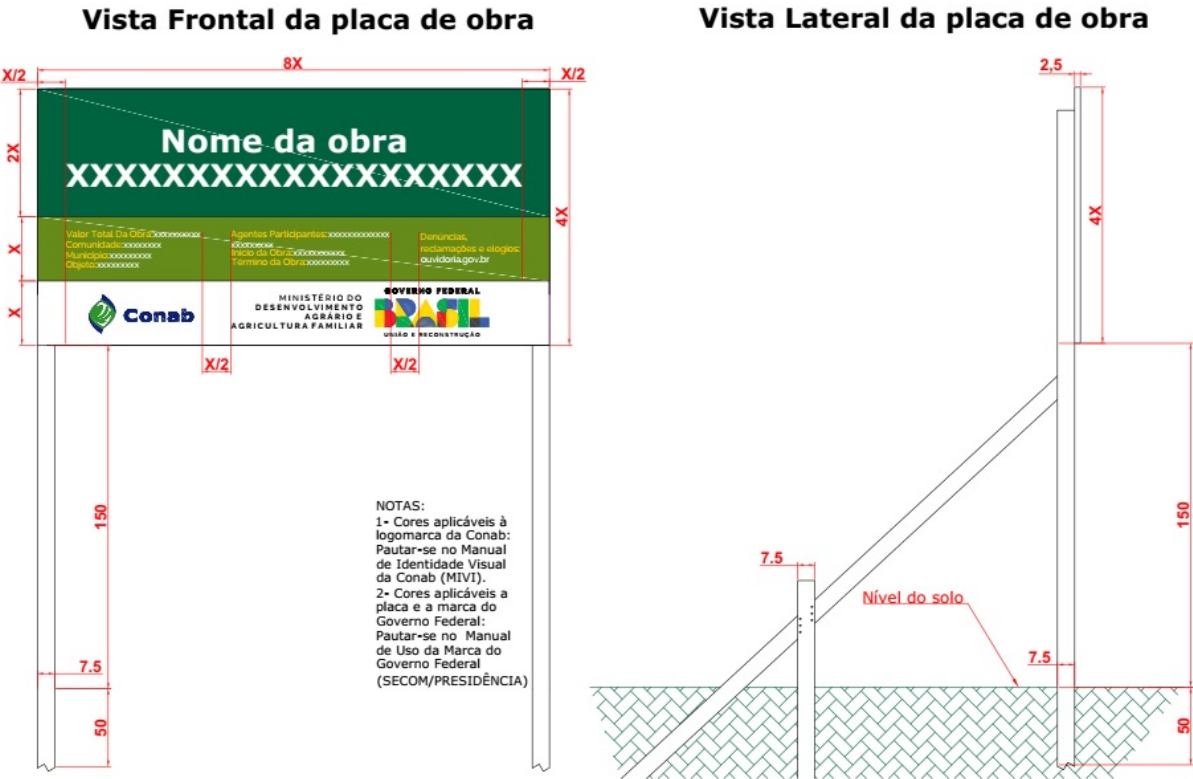 Vista Frontal da placa de obra
Vista Lateral da placa de obra
X/2
8X
X/2
2,5
Nome da obra
XXXXXXXXXXXXXXXXXXX
2X
4X
4X
Valor Total Da Obra:xxxxxxxxxx
Comunidade:xxxxxxxx
Município:xxxxxxxxx
Objeto:xxxxxxxxx
Agentes Participantes:xxxxxxxxxxxxx
xxxxxxxxx
Início da Obra:xxxxxxxxxxx
Término da Obra:xxxxxxxxx
Denúncias,
reclamações e elogios:
ouvidoria.gov.br
X
X
Conab
MINISTÉRIO DO
DESENVOLVIMENTO
AGRÁRIO E
AGRICULTURA FAMILIAR
GOVERNO FEDERAL
BRASIL
UNIÃO E RECONSTRUÇÃO
X/2
X/2
150
150
NOTAS:
1- Cores aplicáveis à
logomarca da Conab:
Pautar-se no Manual
de Identidade Visual
da Conab (MIVI).
2- Cores aplicáveis a
placa e a marca do
Governo Federal:
Pautar-se no Manual
de Uso da Marca do
Governo Federal
(SECOM/PRESIDÊNCIA)
7.5
Nível do solo
7.5
7.5
50
50